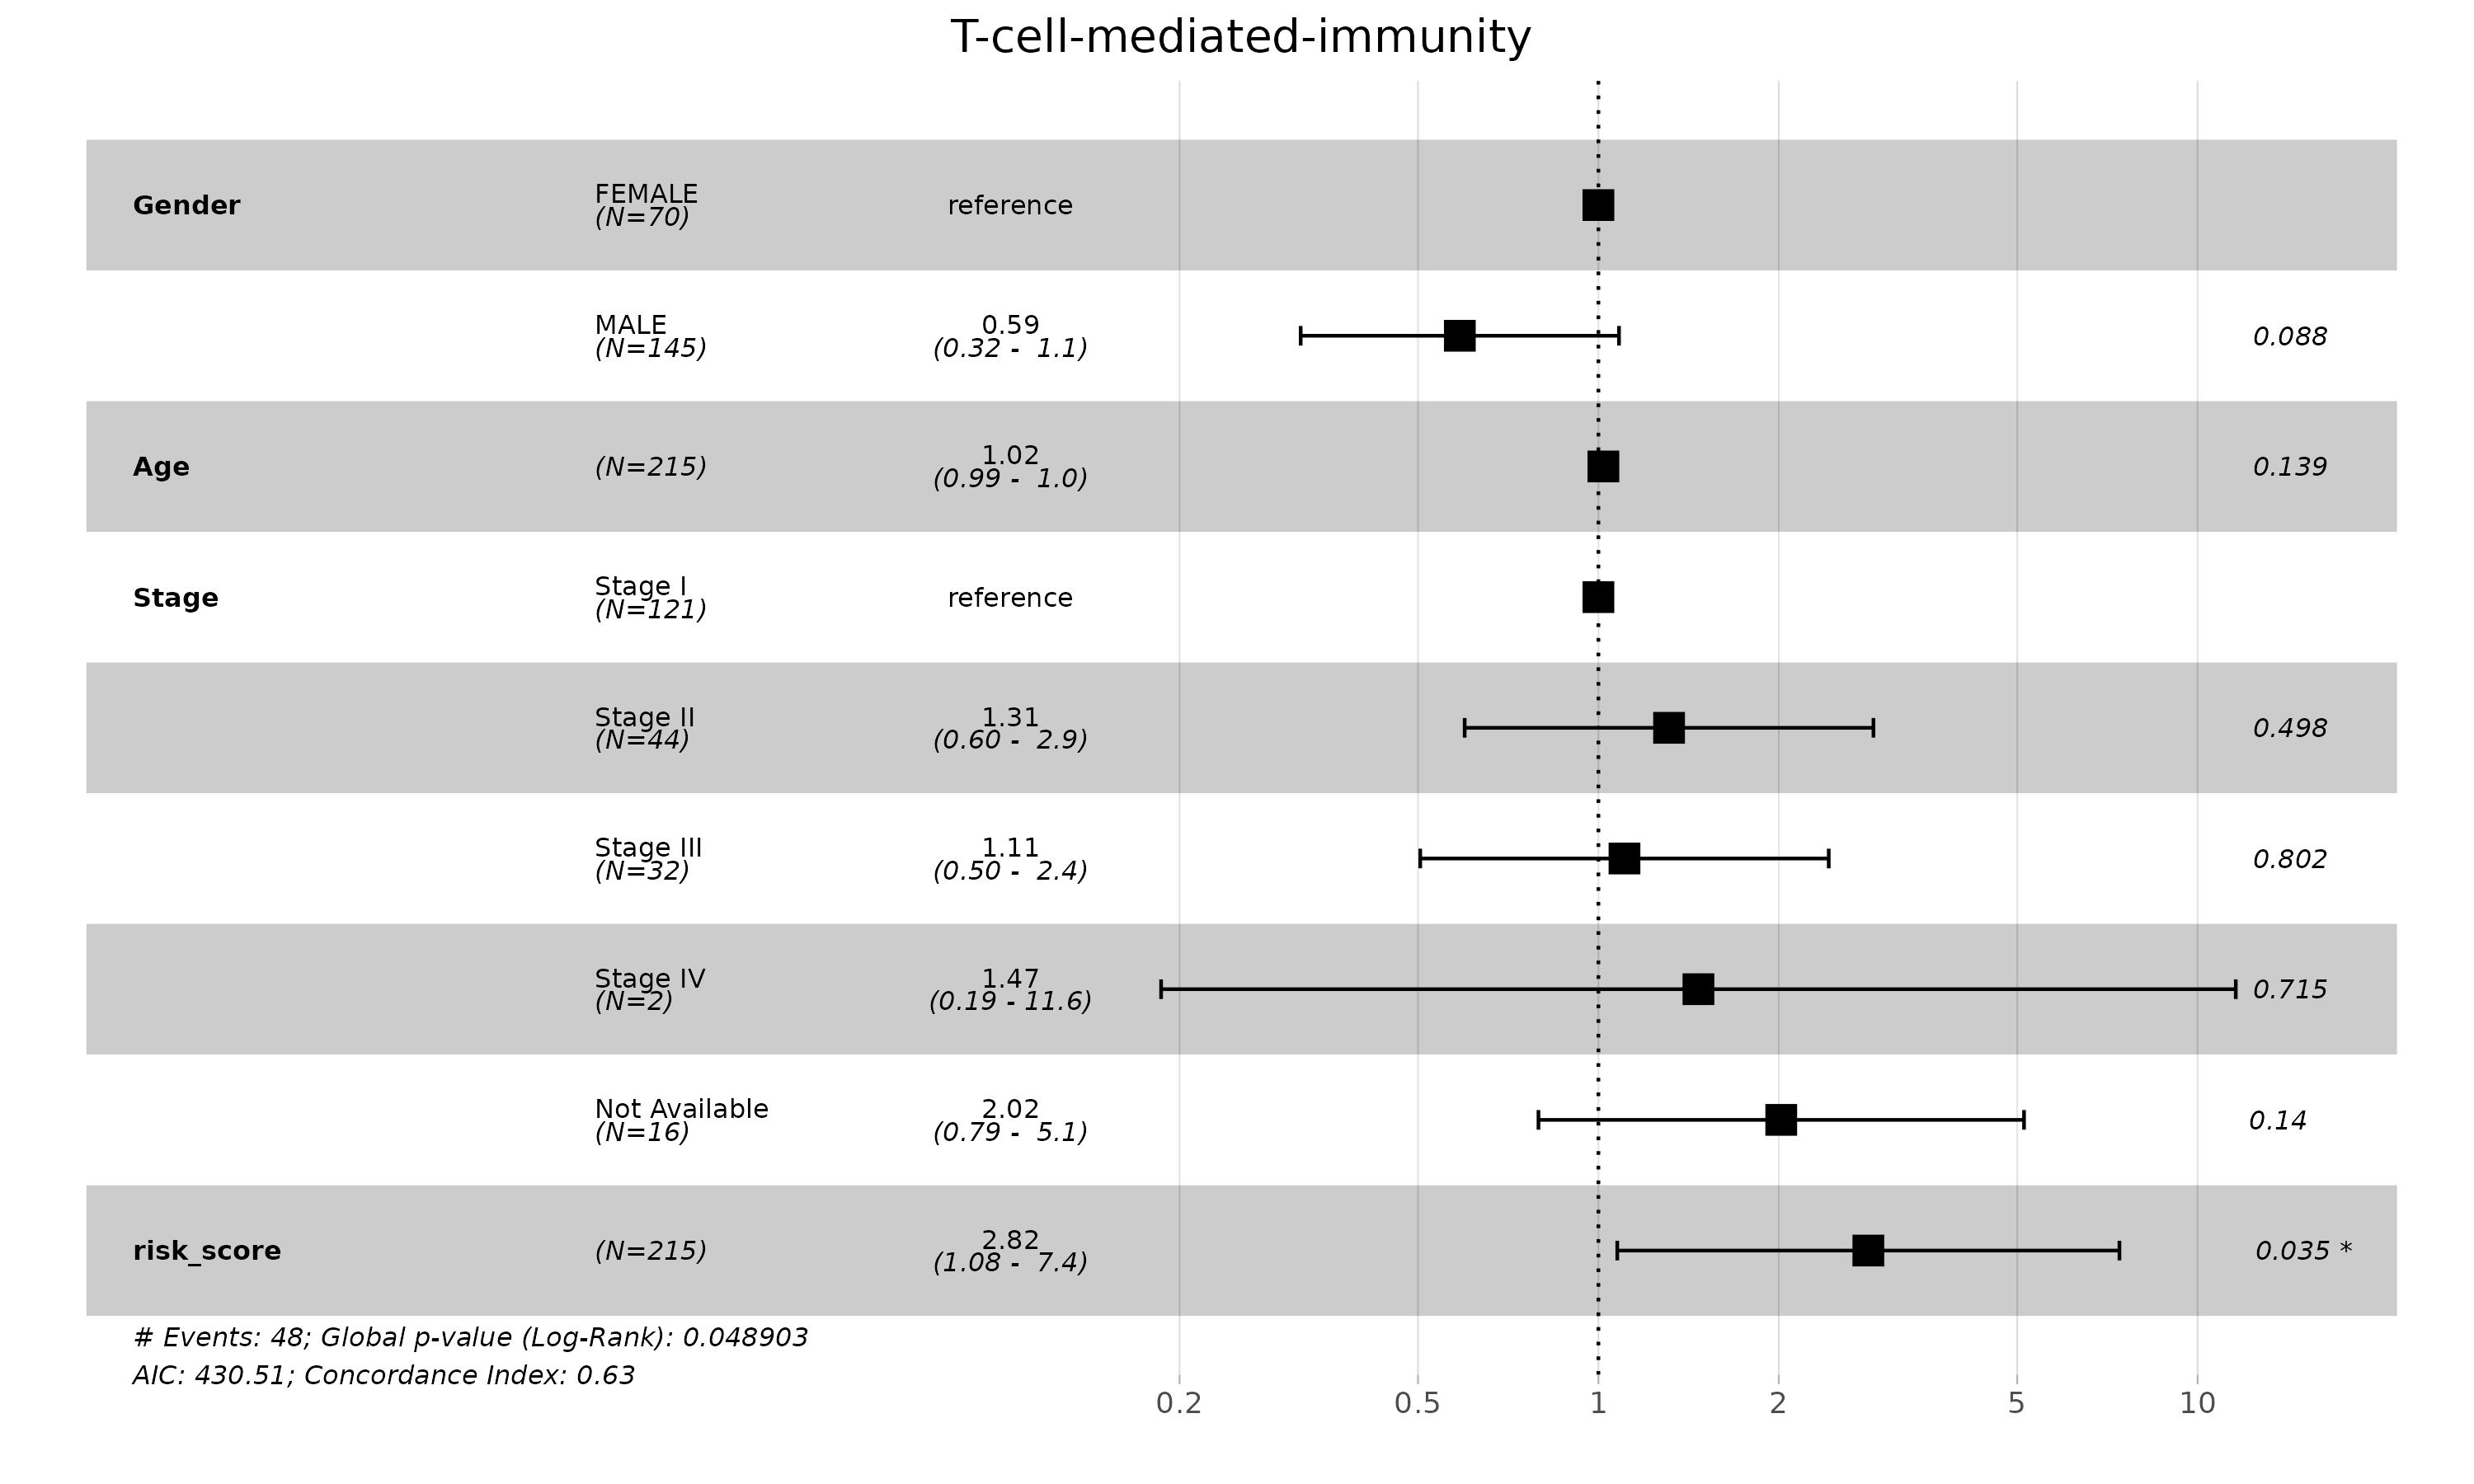 T-cell-mediated-immunity
Gender FEMALE (N=70) reference
MALE (N=145) 0.59 (0.32 - 1.1) 0.088
Age (N=215) 1.02 (0.99 - 1.0) 0.139
Stage Stage I (N=121) reference
Stage II (N=44) 1.31 (0.60 - 2.9) 0.498
Stage III (N=32) 1.11 (0.50 - 2.4) 0.802
Stage IV (N=2) 1.47 (0.19 - 11.6) 0.715
Not Available (N=16) 2.02 (0.79 - 5.1) 0.14
risk_score (N=215) 2.82 (1.08 - 7.4) 0.035 *
# Events: 48; Global p-value (Log-Rank): 0.048903
AIC: 430.51; Concordance Index: 0.63
0.2 0.5 1 2 5 10